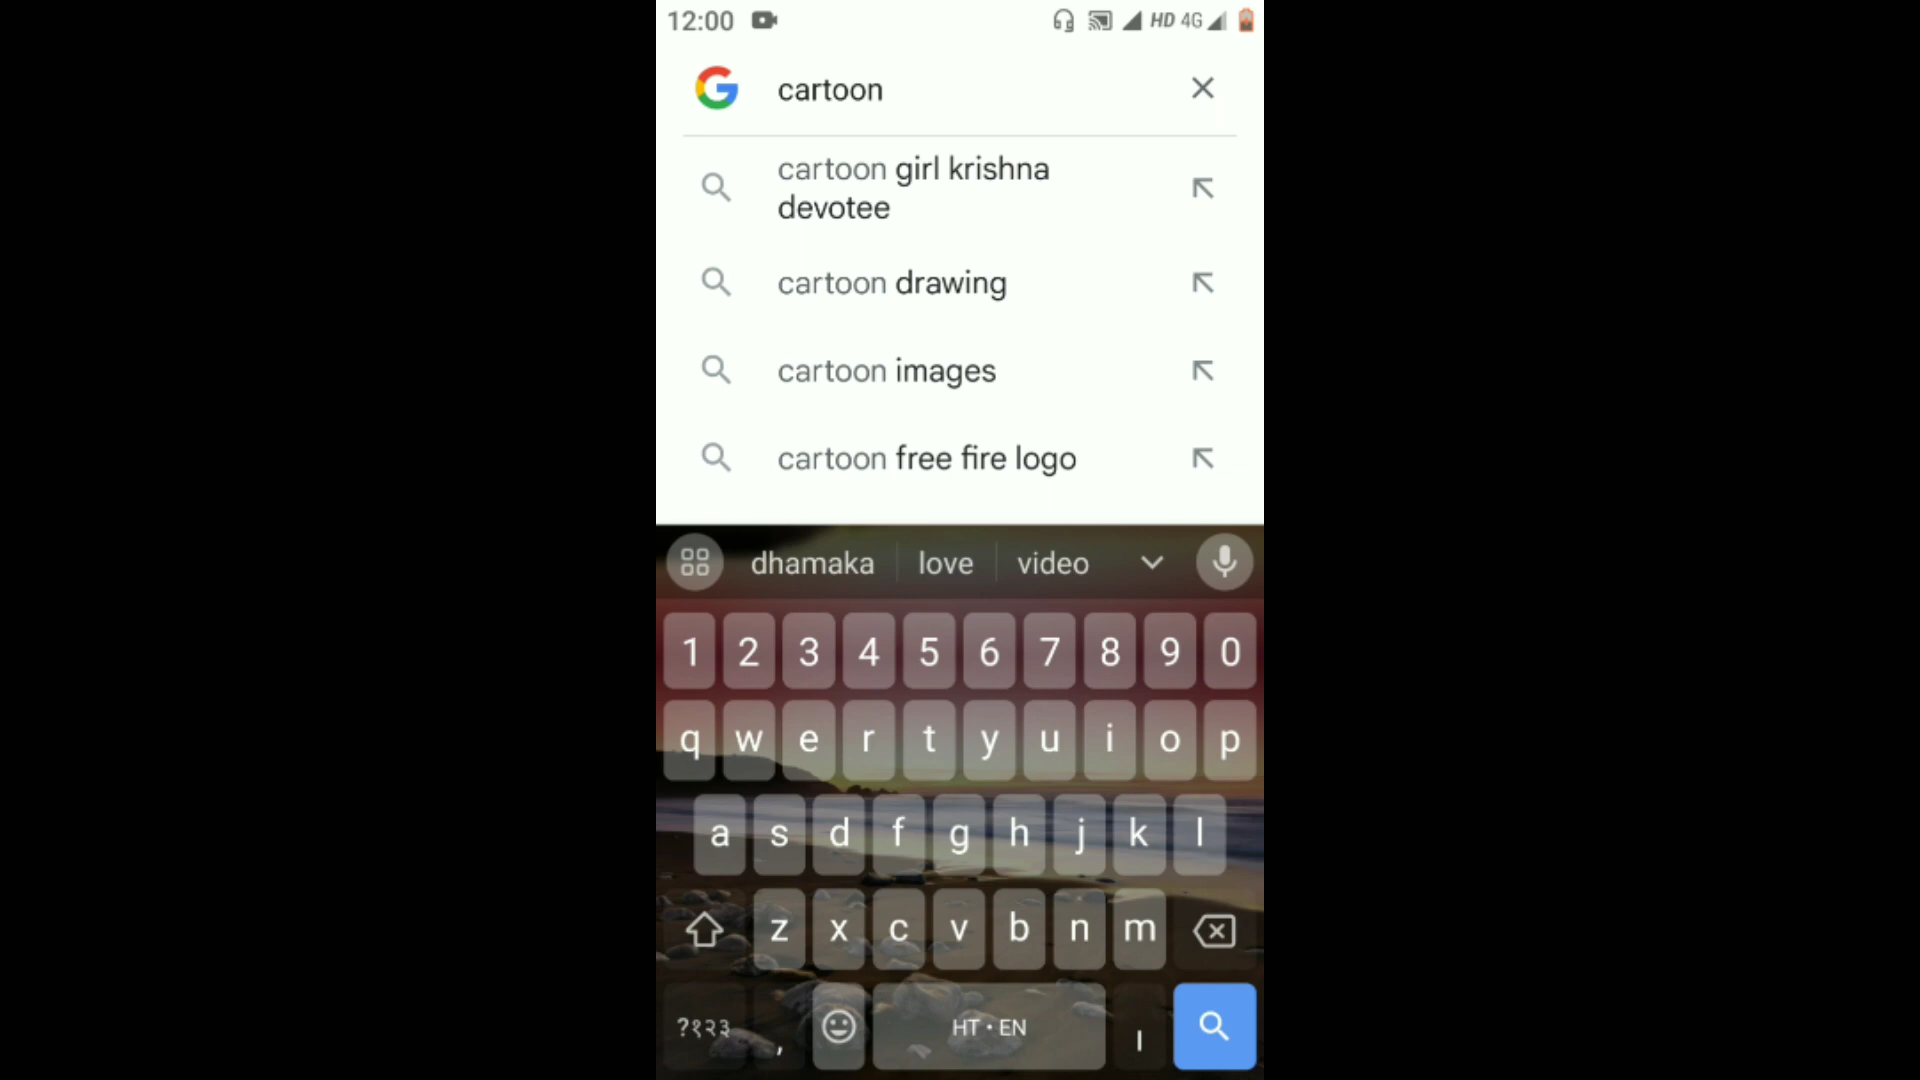 12:00 HD 4G
cartoon
cartoon girl krishna
devotee
cartoon drawing
cartoon images
cartoon free fire logo
dhamaka love video
1 2 3 4 5 6 7 8 9 0
q w e r t y u i o p
a s d f g h j k l
z x c v b n m
?१२३ , HT • EN ।